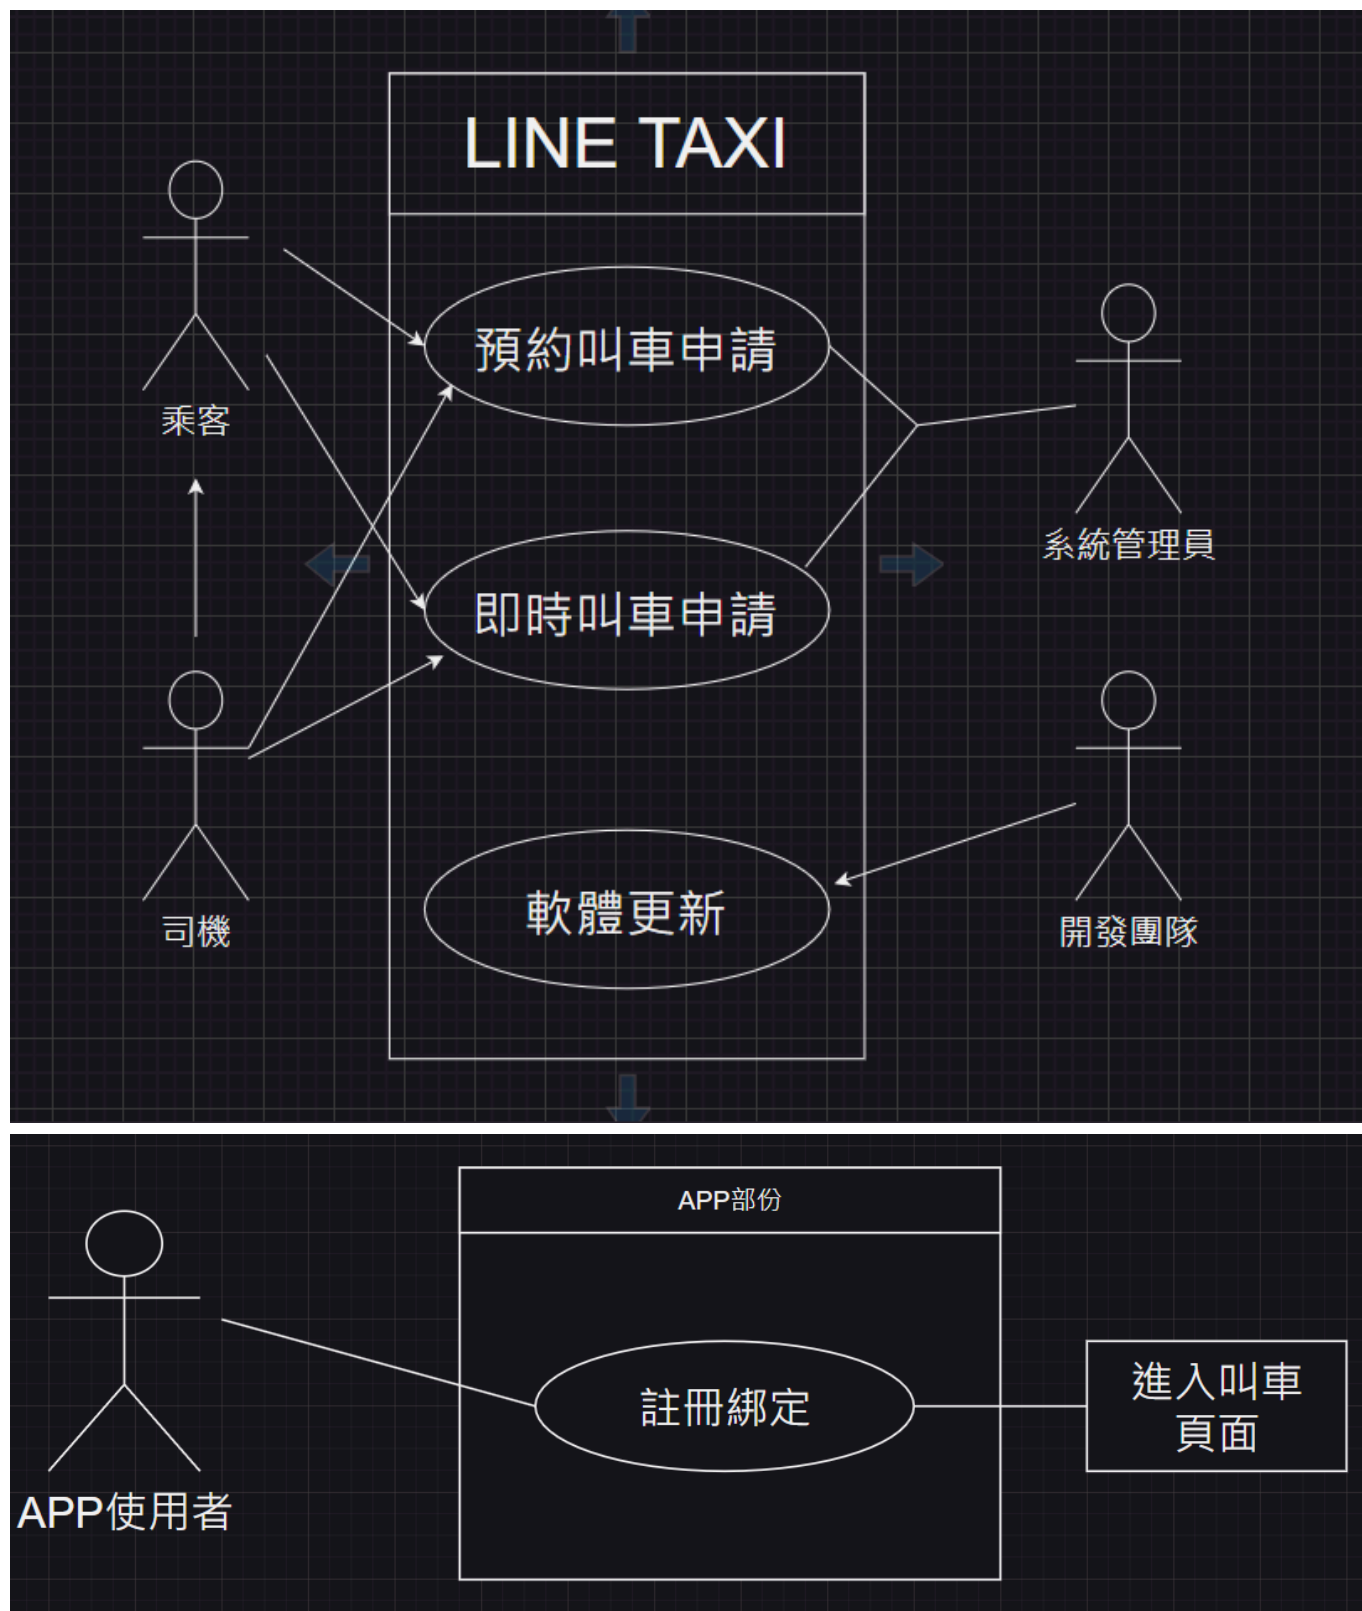 LINE TAXI
預約叫車申請
乘客
系統管理員
即時叫車申請
軟體更新
司機
開發團隊
APP部份
註冊綁定
進入叫車
頁面
APP使用者